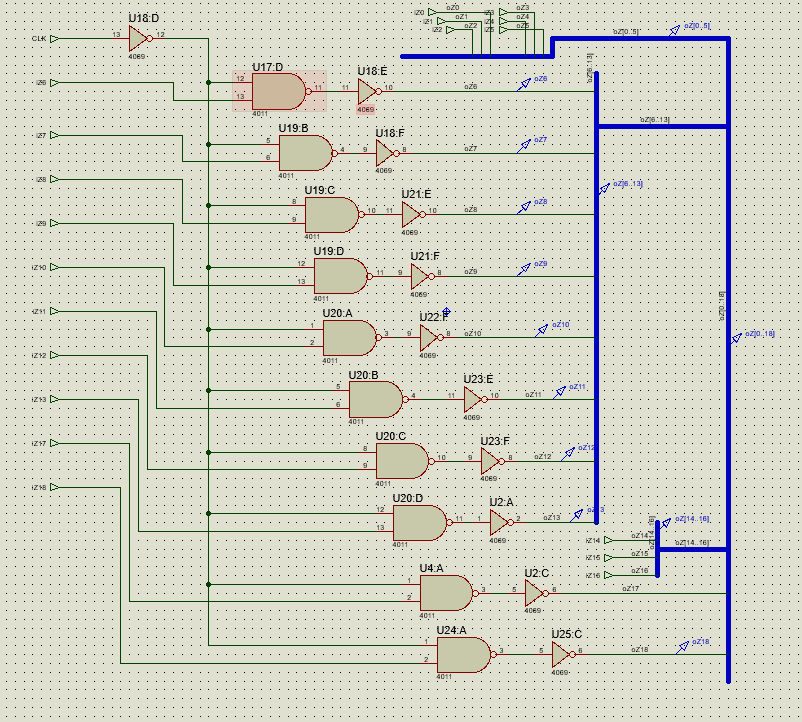 iZ0 oZ0 iZ3 oZ3
iZ1 oZ1 iZ4 oZ4
iZ2 oZ2 iZ5 oZ5
oZ[0..5] oZ[0..5]
U18:D
CLK 13 12
4069
oZ[6..13]
U17:D U18:E
iZ6 12 13 11 11 10 oZ6 oZ6
4011 4069
oZ[6..13]
U19:B U18:F
iZ7 5 6 4 9 8 oZ7 oZ7
4011 4069
U19:C U21:E
iZ8 8 9 10 11 10 oZ8 oZ8
4011 4069
oZ[6..13]
U19:D U21:F
iZ9 12 13 11 9 8 oZ9 oZ9
4011 4069
U20:A U22:F
iZ10 1 2 3 9 8 oZ10 oZ10
4011 4069
oZ[0..18] oZ[0..18]
U20:B U23:E
iZ11 5 6 4 11 10 oZ11 oZ11
4011 4069
U20:C U23:F
iZ12 8 9 10 9 8 oZ12 oZ12
4011 4069
U20:D U2:A
iZ13 12 13 11 1 2 oZ13
4011 4069
oZ[14..16] oZ[14..16]
iZ14 oZ14
iZ15 oZ15 oZ[14..16]
iZ16 oZ16
U4:A U2:C
iZ17 1 2 3 5 6 oZ17
4011 4069
U24:A U25:C
iZ18 1 2 3 5 6 oZ18 oZ18
4011 4069